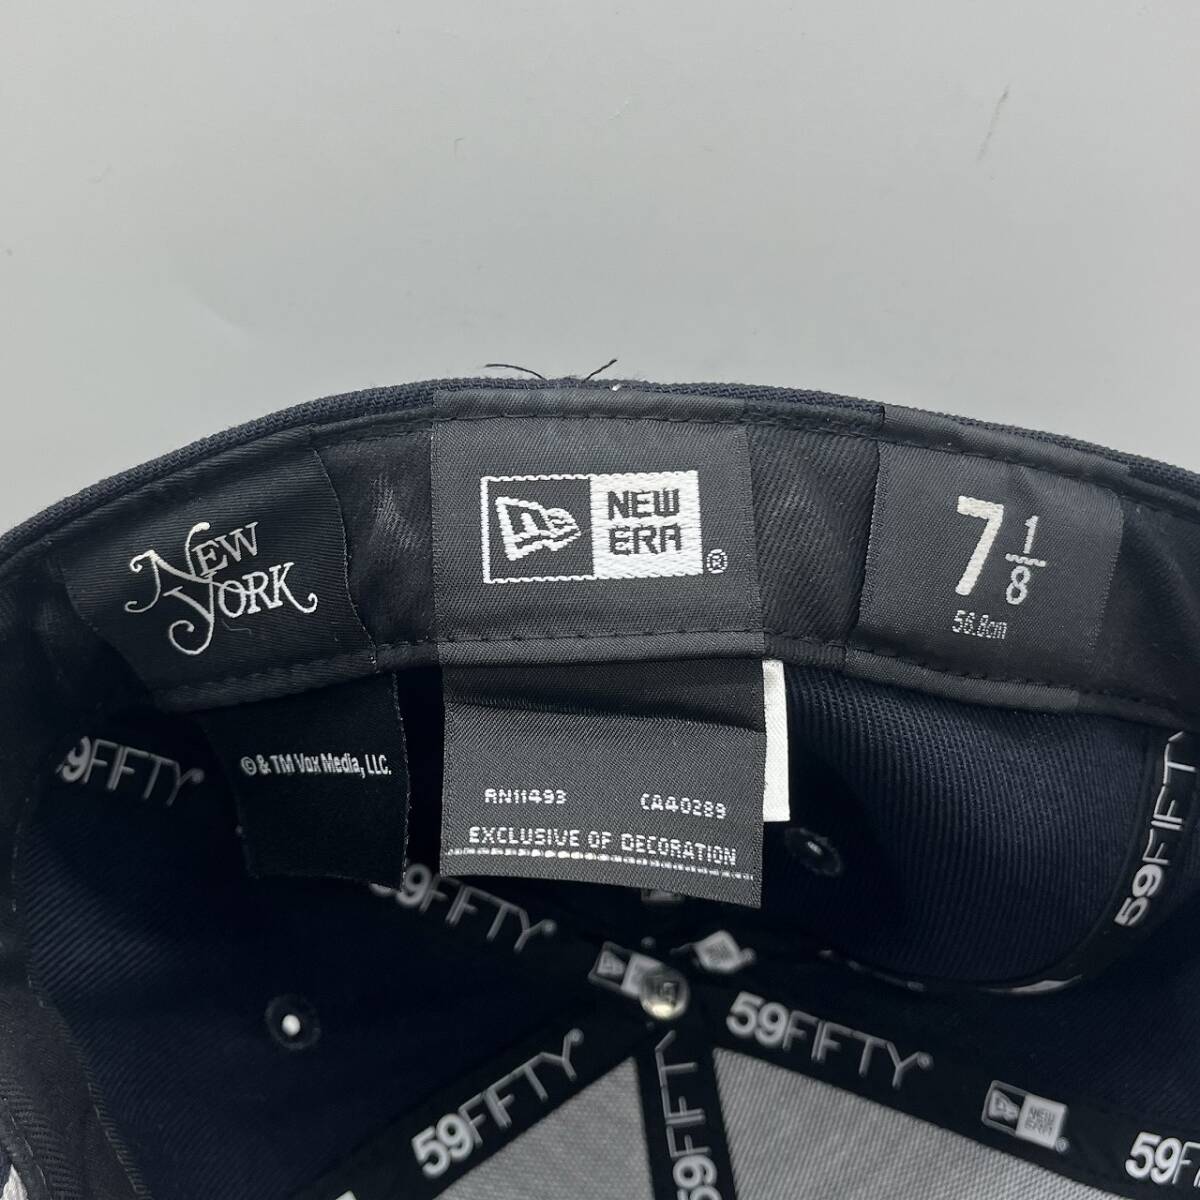 NEW
YORK
NEW
ERA
®
7 1/8
56.8cm
© & TM Vox Media, LLC.
RN11493 CA40289
EXCLUSIVE OF DECORATION
59FIFTY
59FIFTY®
59FIFTY
59FIFTY®
59FIFTY
59FIFTY
NEW
ERA
59